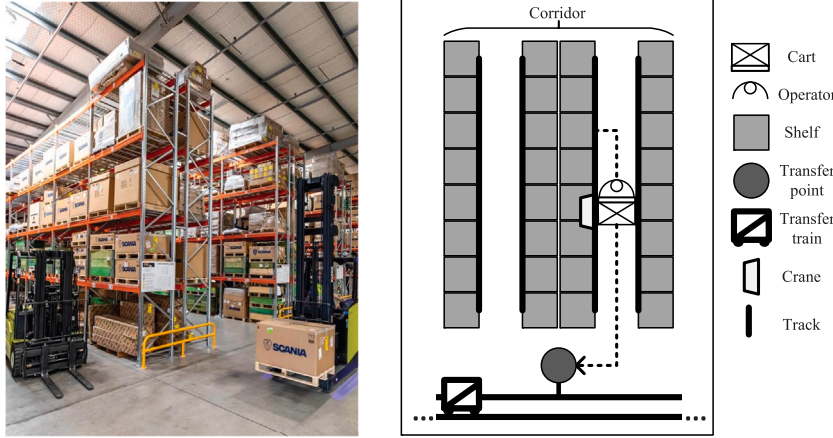 SCANIA
SCANIA
SCANIA
Corridor
Cart
Operator
Shelf
Transfer
point
Transfer
train
Crane
Track